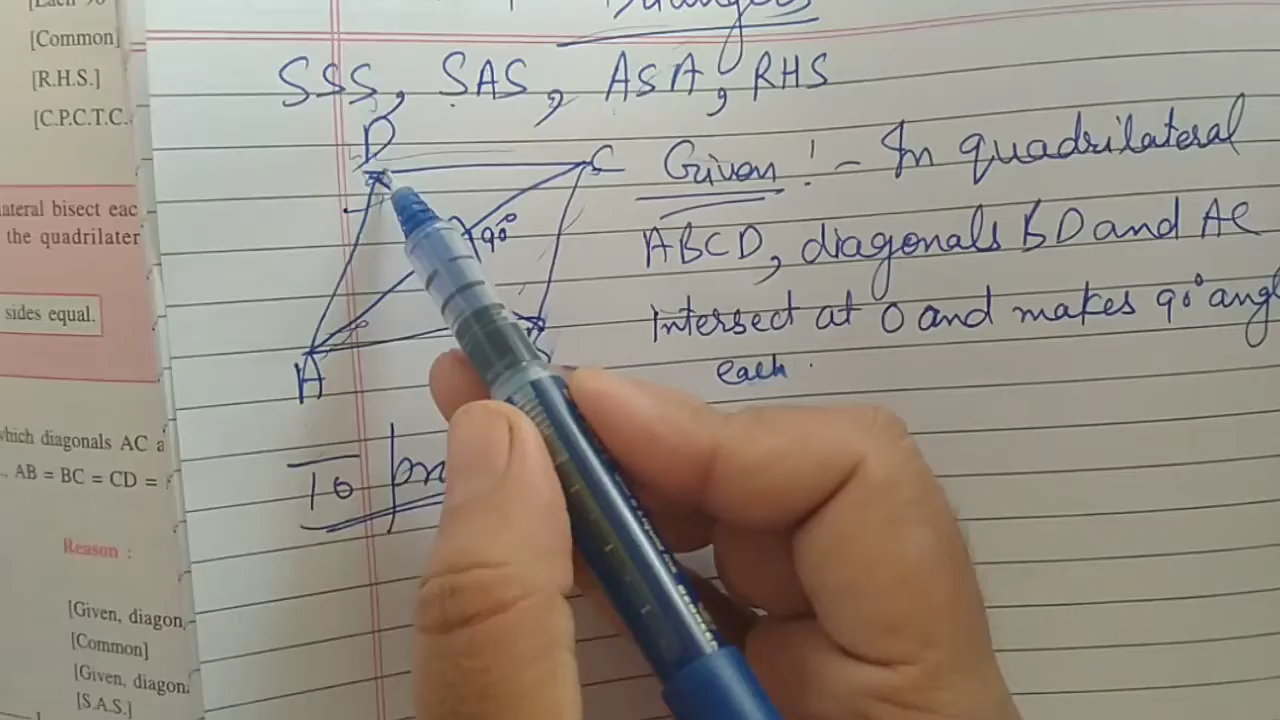 [Common]
[R.H.S.]
[C.P.C.T.C.
ateral bisect eac
the quadrilater
sides equal.
which diagonals AC a
AB = BC = CD =
Reason :
[Given, diagon
[Common]
[Given, diagon
[S.A.S.]
SSS, SAS, ASA, RHS
D
C
90°
A
Given :- In quadrilateral
ABCD, diagonals BD and AC
Intersect at O and makes 90° angl
each.
To